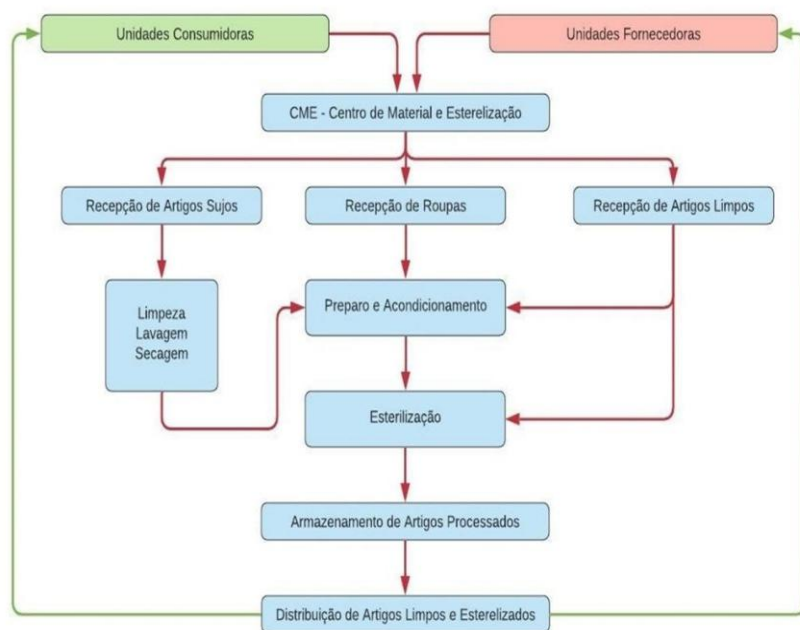 Unidades Consumidoras
Unidades Fornecedoras
CME - Centro de Material e Esterelização
Recepção de Artigos Sujos
Recepção de Roupas
Recepção de Artigos Limpos
Limpeza
Lavagem
Secagem
Preparo e Acondicionamento
Esterilização
Armazenamento de Artigos Processados
Distribuição de Artigos Limpos e Esterelizados